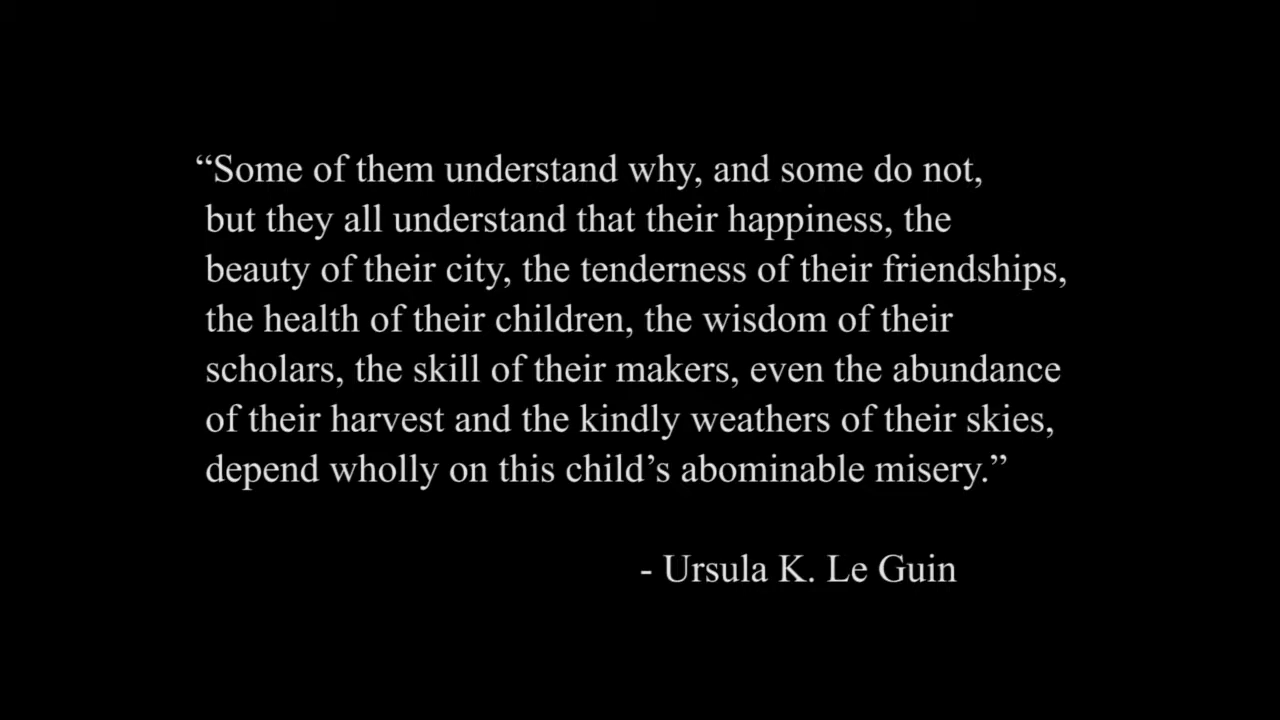 “Some of them understand why, and some do not,
but they all understand that their happiness, the
beauty of their city, the tenderness of their friendships,
the health of their children, the wisdom of their
scholars, the skill of their makers, even the abundance
of their harvest and the kindly weathers of their skies,
depend wholly on this child’s abominable misery.”
- Ursula K. Le Guin